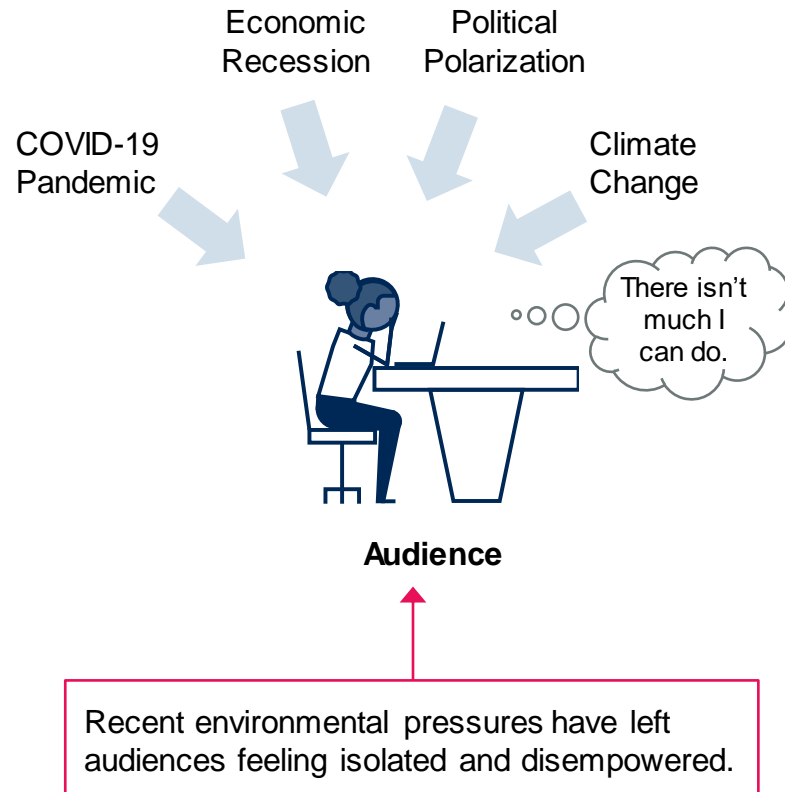 Economic
Recession
Political
Polarization
COVID-19
Pandemic
Climate
Change
There isn’t
much I
can do.
Audience
Recent environmental pressures have left
audiences feeling isolated and disempowered.